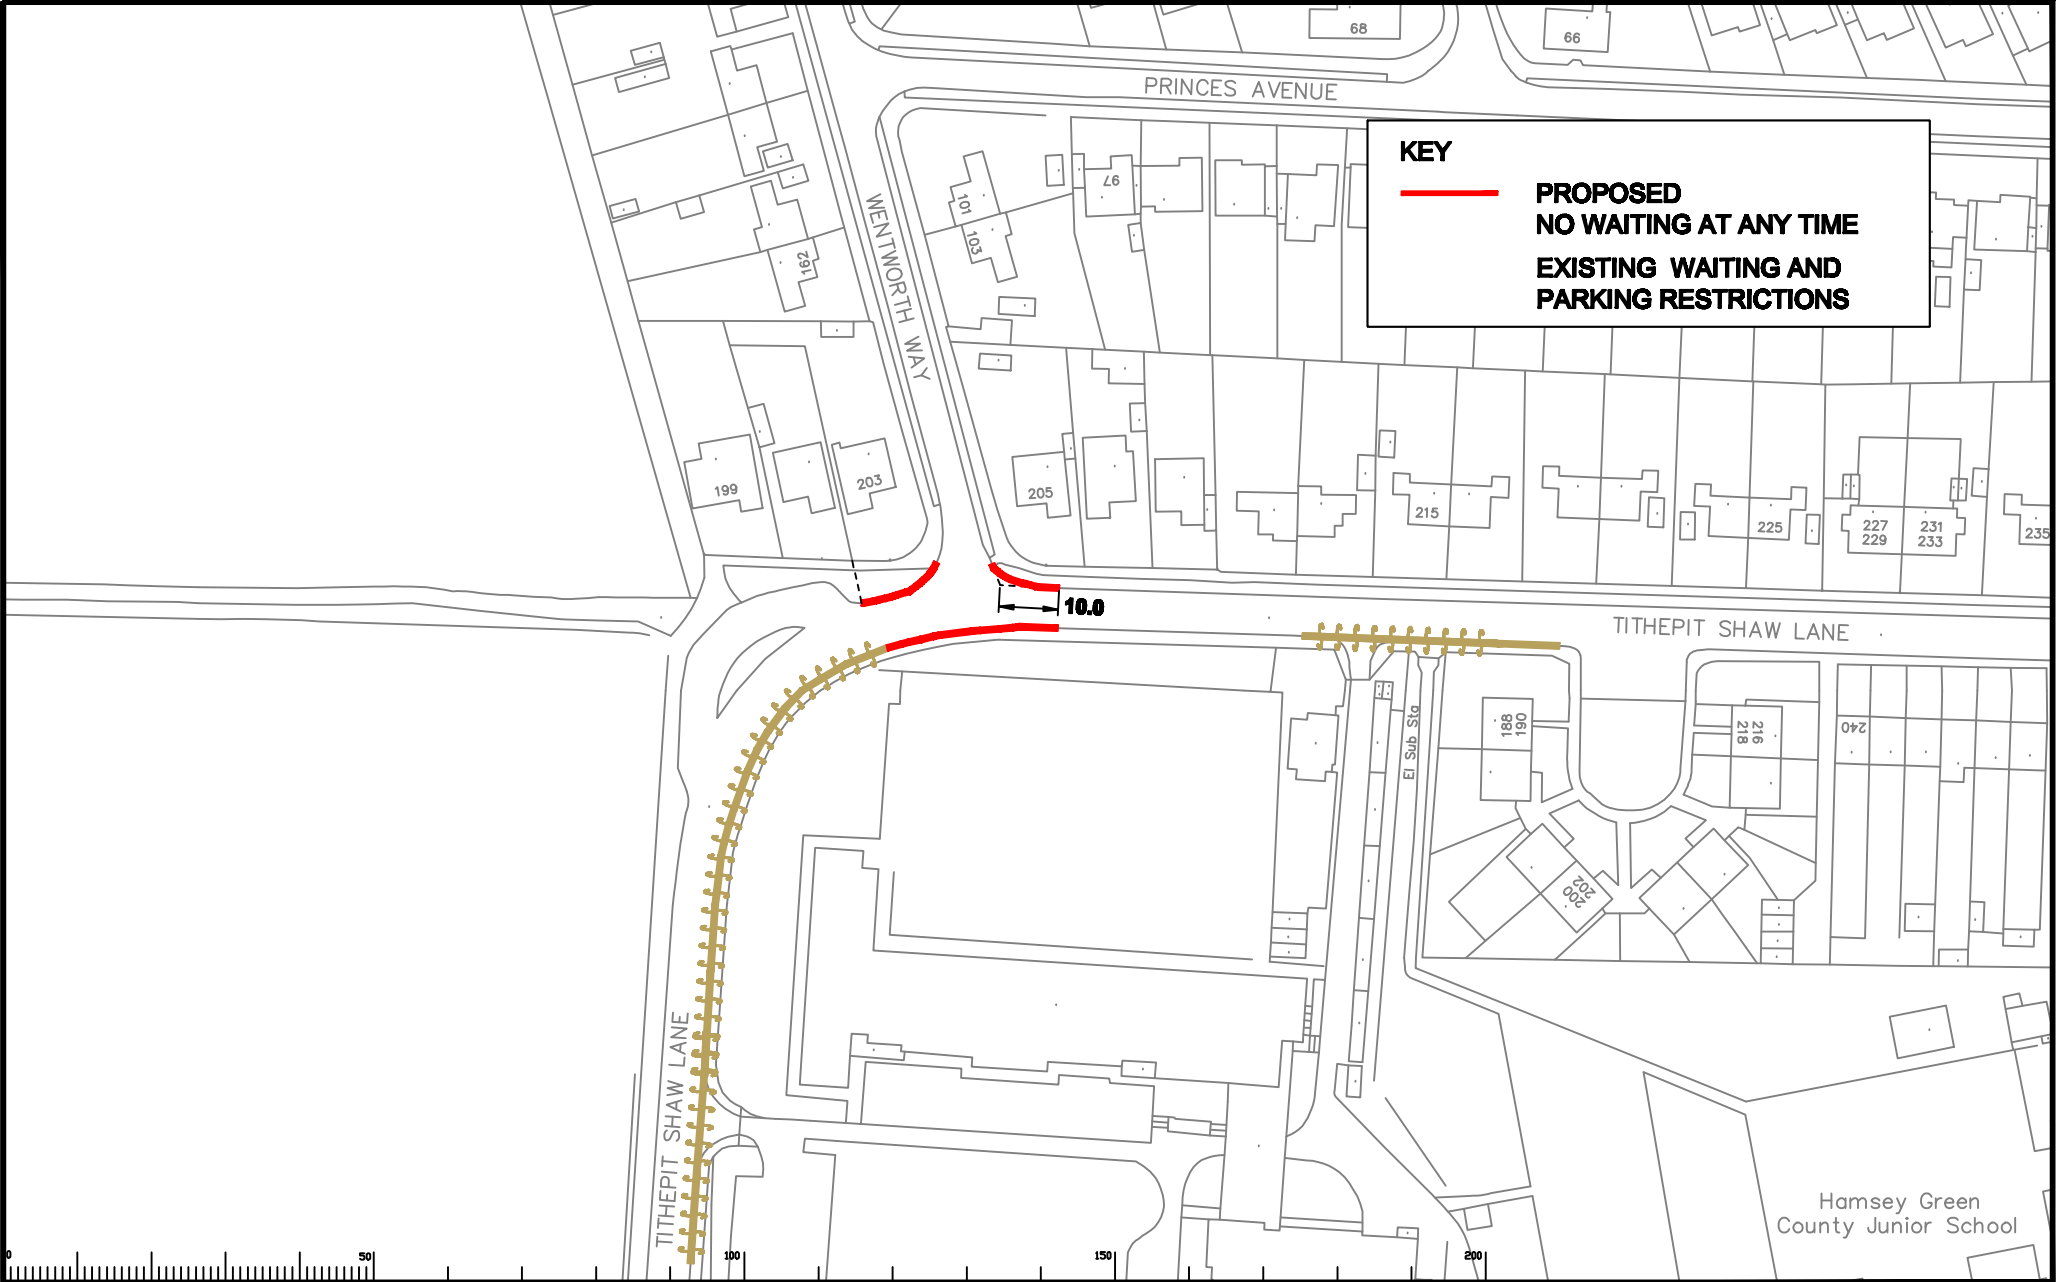 68
66
PRINCES AVENUE
KEY
PROPOSED
NO WAITING AT ANY TIME
EXISTING WAITING AND
PARKING RESTRICTIONS
97
101
103
162
WENTWORTH WAY
199
203
205
215
225
227
229
231
233
235
10.0
TITHEPIT SHAW LANE
El Sub Sta
188
190
216
218
240
200
202
TITHEPIT SHAW LANE
Hamsey Green
County Junior School
0
50
100
150
200